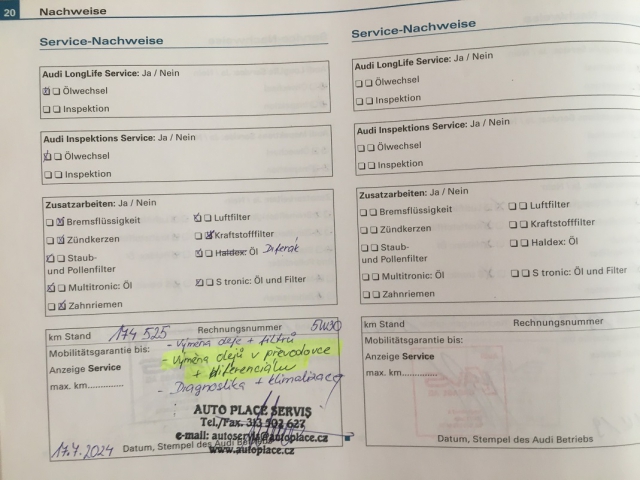 20 Nachweise
Service-Nachweise
Audi LongLife Service: Ja / Nein
Ölwechsel
Inspektion
Audi Inspektions Service: Ja / Nein
Ölwechsel
Inspektion
Zusatzarbeiten: Ja / Nein
Bremsflüssigkeit
Luftfilter
Zündkerzen
Kraftstofffilter
Staub-
und Pollenfilter
Haldex: Öl
Multitronic: Öl
S tronic: Öl und Filter
Zahnriemen
km Stand 174 525 Rechnungsnummer
Mobilitätsgarantie bis:
- Výměna oleje + filtrů
Anzeige Service
- Výměna olejů v převodovce
+ diferenciálu
max. km
- Diagnostika + klimatizace
AUTO PLACE SERVIS
Tel./Fax. 313 502 627
e-mail: autoservis@autoplace.cz
17.7.2024 Datum, Stempel des Audi Betriebs
www.autoplace.cz
Service-Nachweise
Audi LongLife Service: Ja / Nein
Ölwechsel
Inspektion
Audi Inspektions Service: Ja / Nein
Ölwechsel
Inspektion
Zusatzarbeiten: Ja / Nein
Bremsflüssigkeit
Luftfilter
Zündkerzen
Kraftstofffilter
Staub-
und Pollenfilter
Haldex: Öl
Multitronic: Öl
S tronic: Öl und Filter
Zahnriemen
km Stand Rechnungsnummer
Mobilitätsgarantie bis:
Anzeige Service
max. km
Datum, Stempel des Audi Betriebs